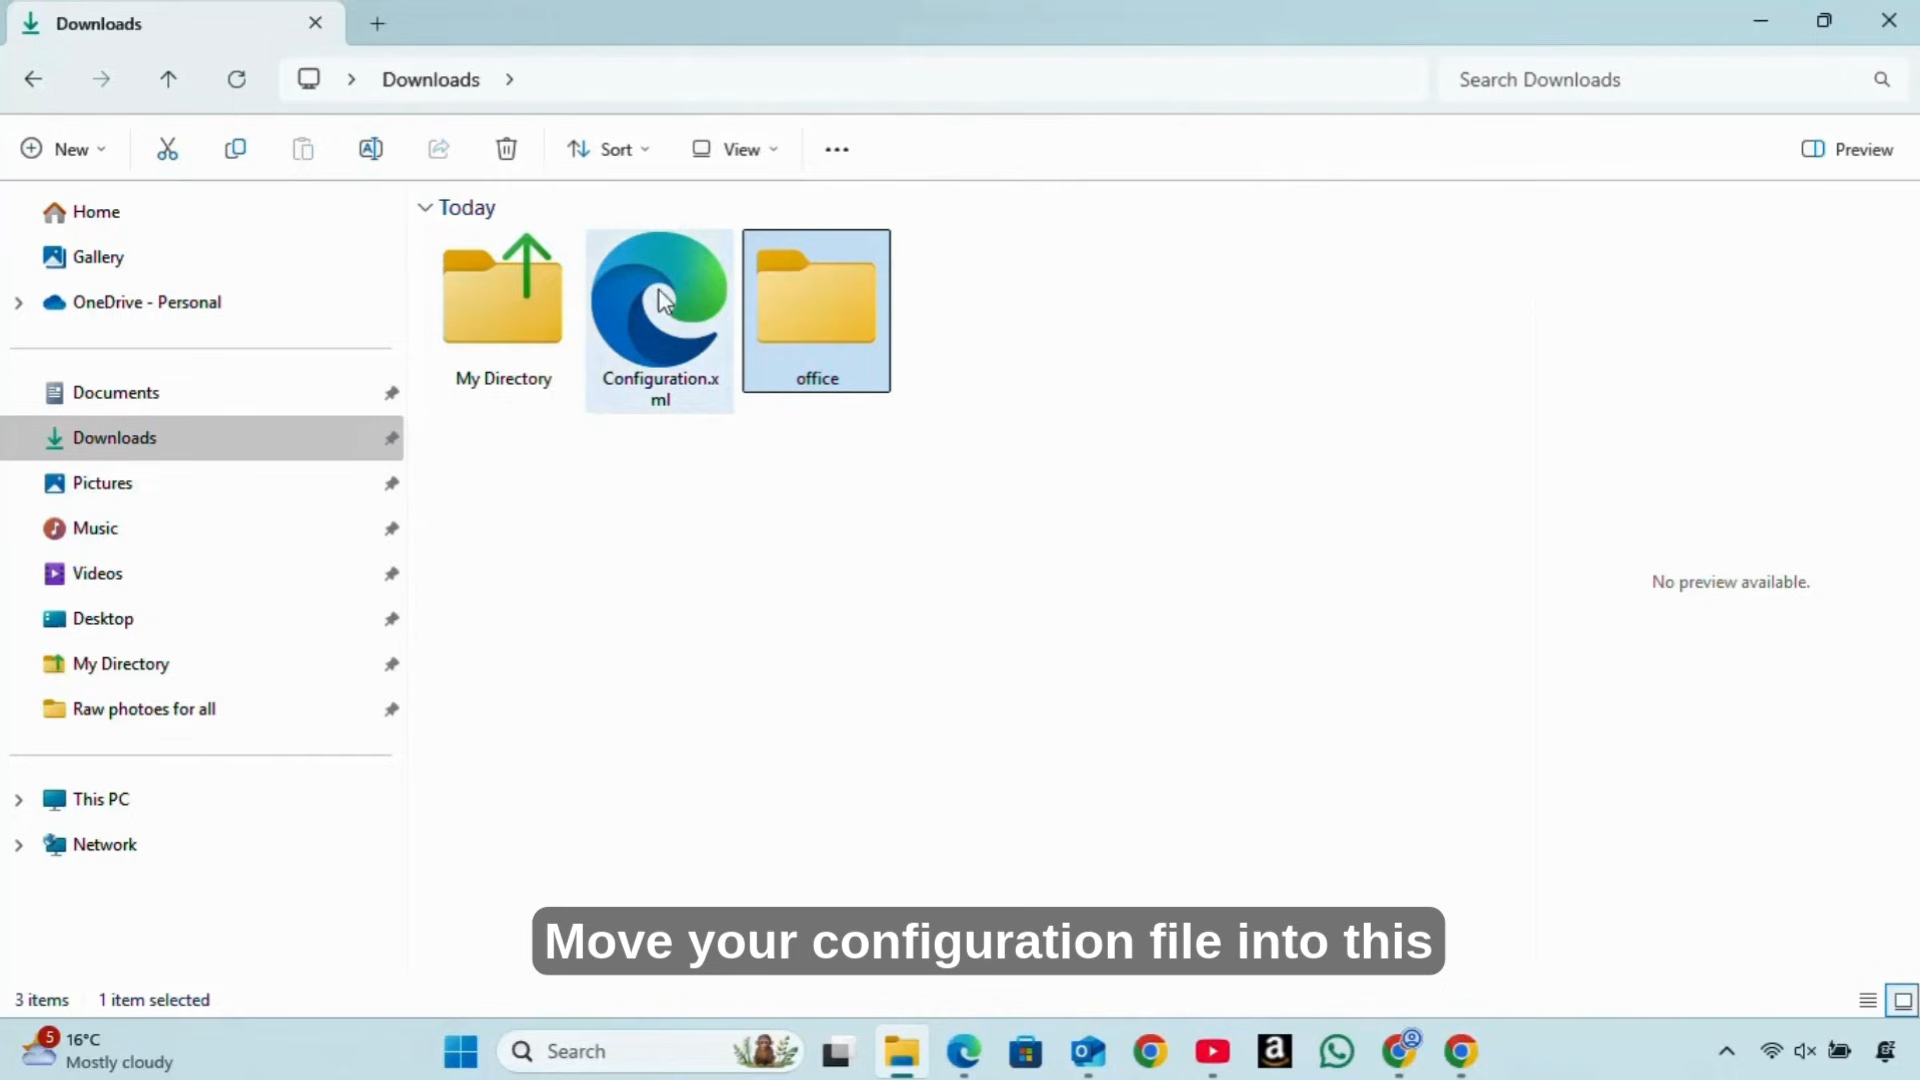 Downloads
Downloads
Search Downloads
New
Sort
View
Preview
Home
Gallery
OneDrive - Personal
Documents
Downloads
Pictures
Music
Videos
Desktop
My Directory
Raw photoes for all
This PC
Network
Today
My Directory
Configuration.x
ml
office
No preview available.
Move your configuration file into this
3 items 1 item selected
5
16°C
Mostly cloudy
Search
a